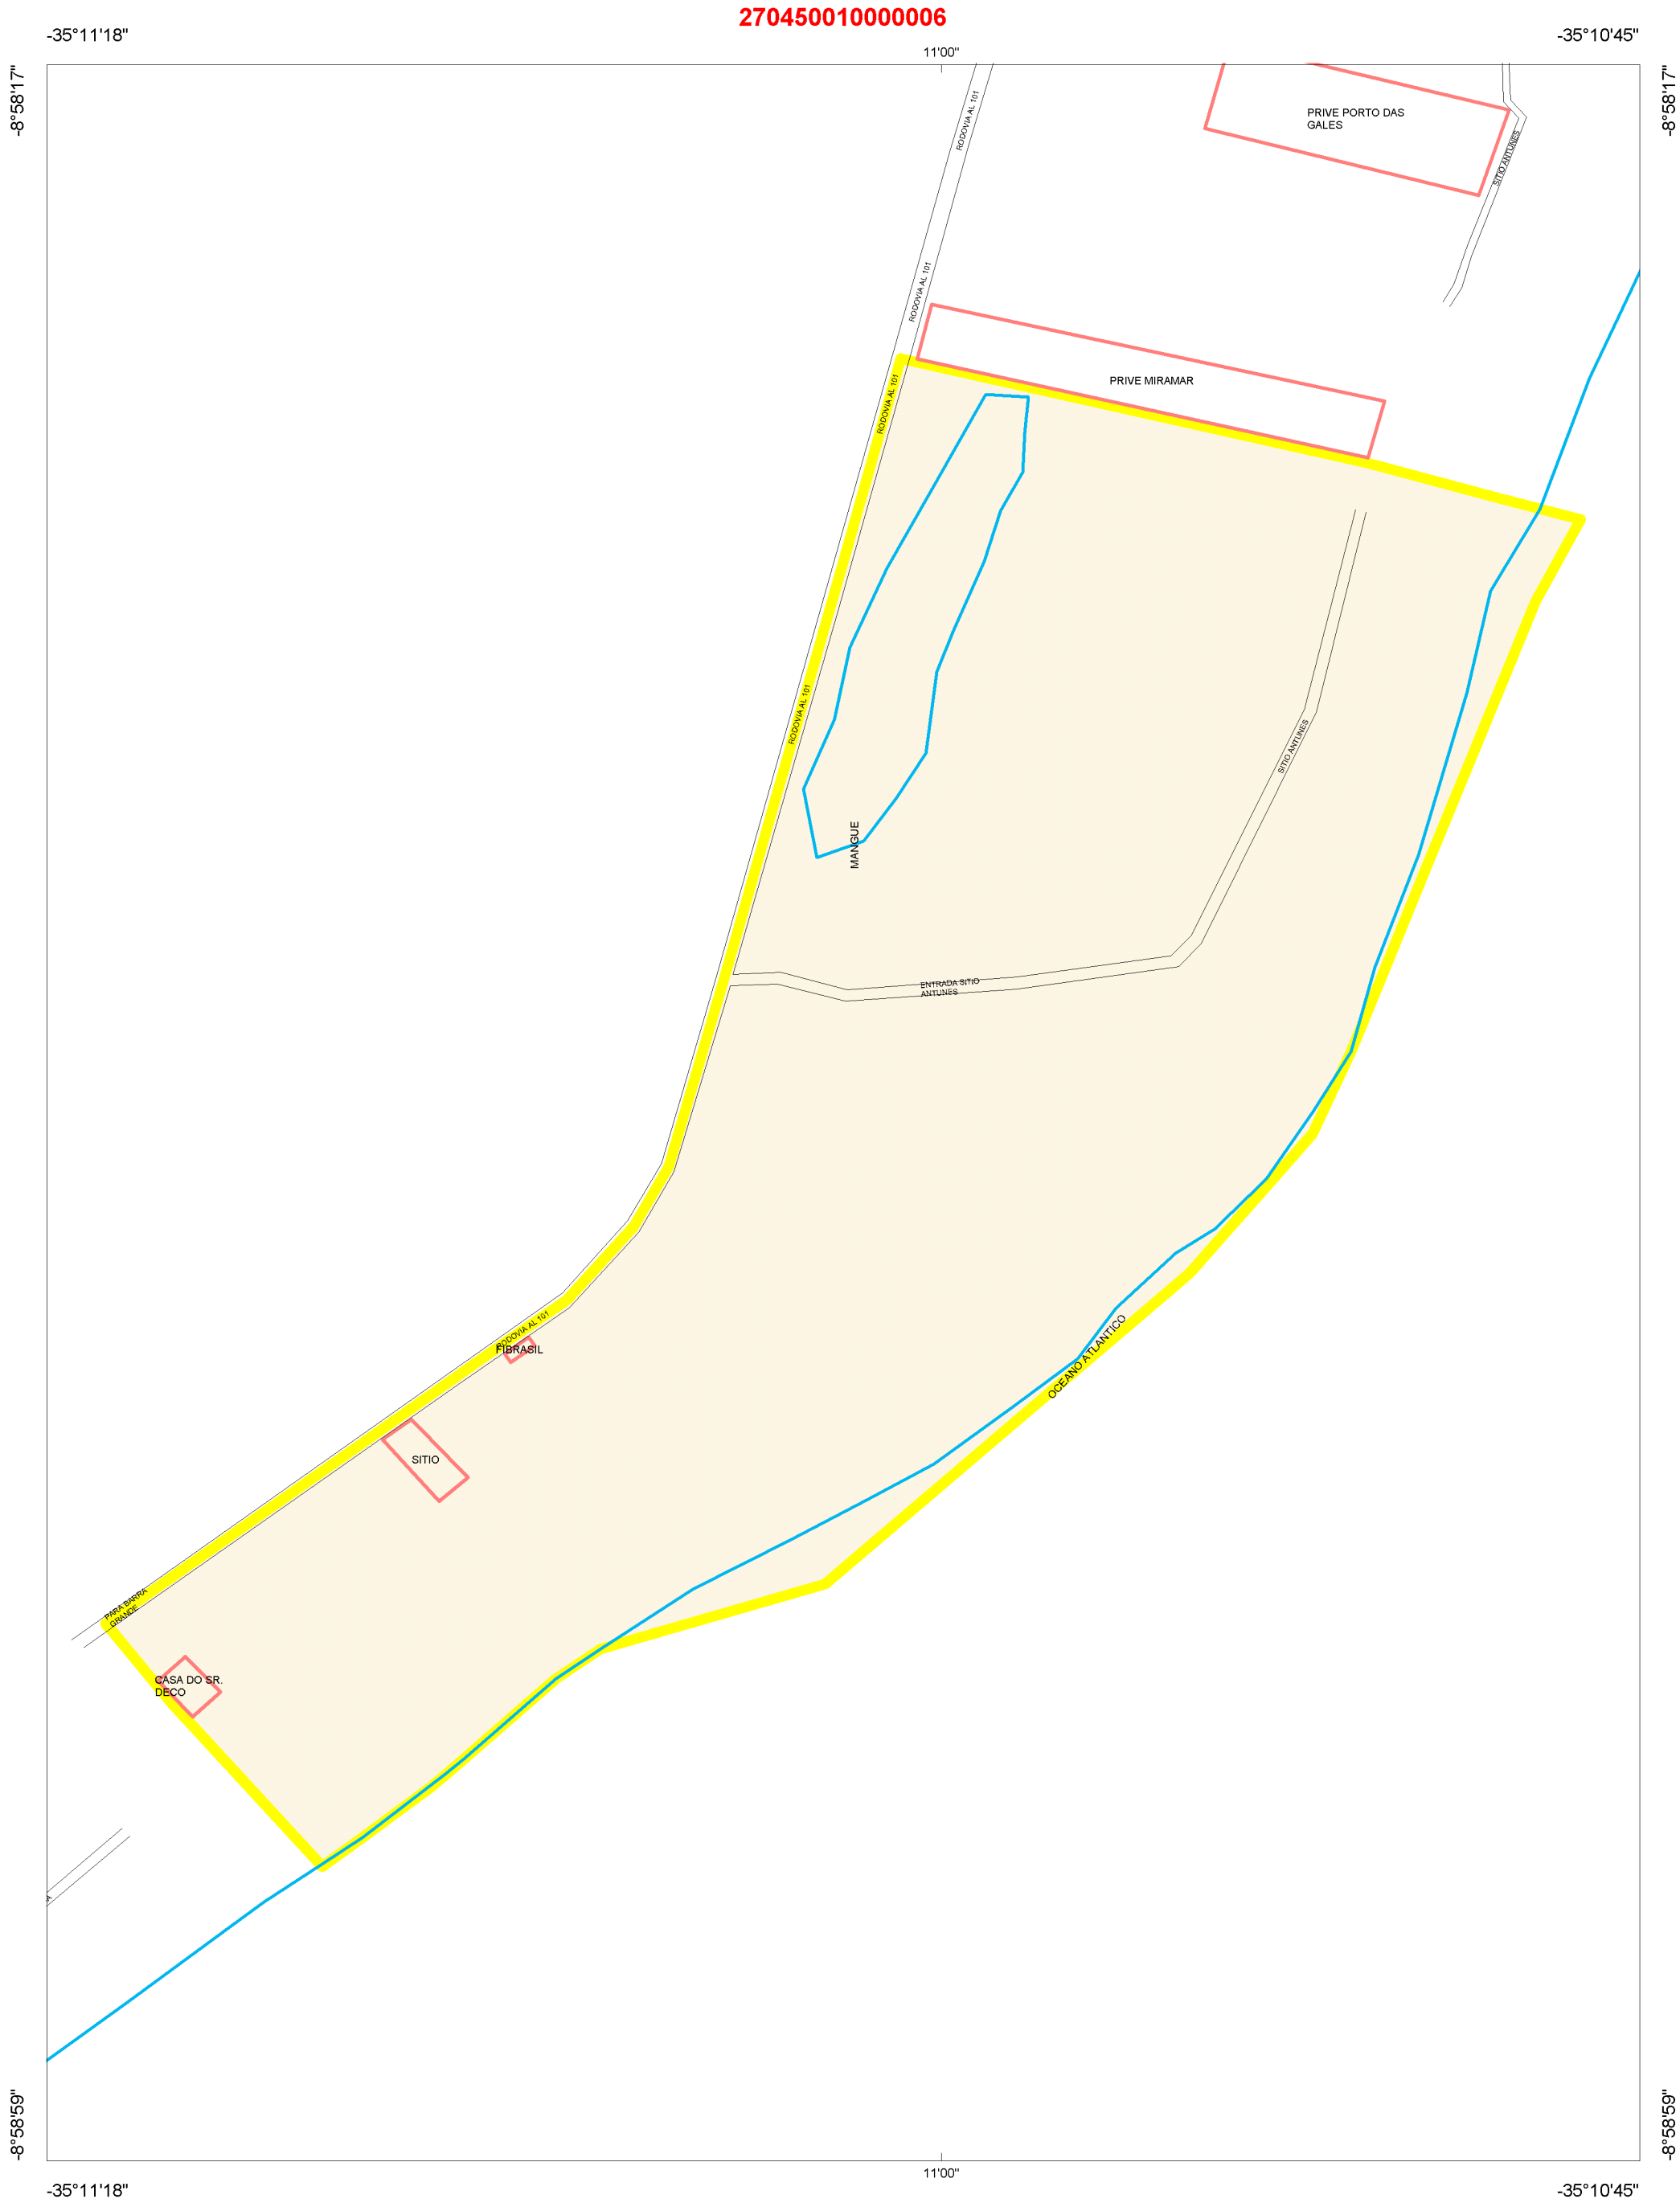 270450010000006
-35°11'18"
-35°10'45"
11'00"
-8°58'17"
-8°58'17"
RODOVIA AL 101
PRIVE PORTO DAS
GALES
SITIO ANTUNES
RODOVIA AL 101
PRIVE MIRAMAR
RODOVIA AL 101
RODOVIA AL 101
SITIO ANTUNES
MANGUE
ENTRADA SITIO
ANTUNES
RODOVIA AL 101
FIBRASIL
OCEANO ATLANTICO
SITIO
PARA BARRA
GRANDE
CASA DO SR.
DECO
-8°58'59"
-8°58'59"
11'00"
-35°11'18"
-35°10'45"